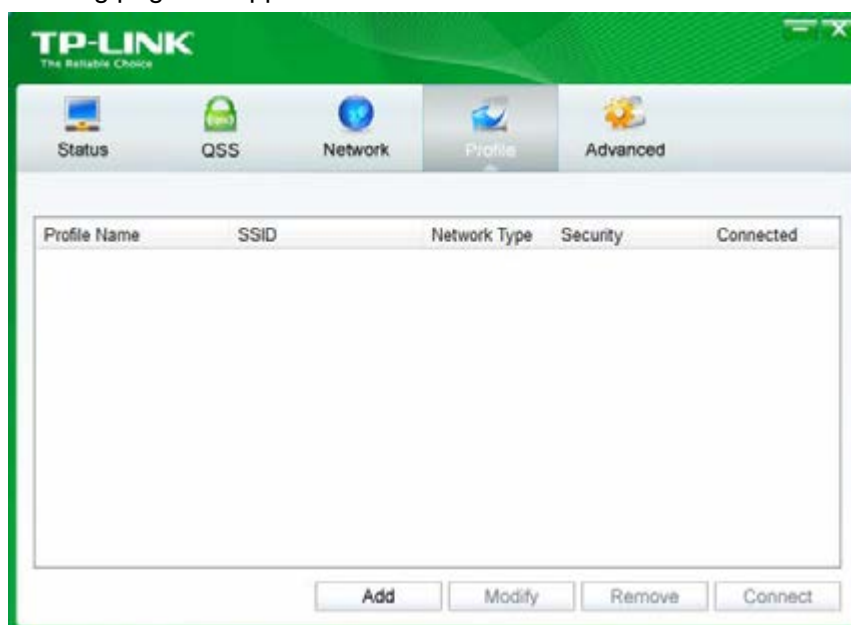 TP-LINK
The Reliable Choice
Status QSS Network Profile Advanced
Profile Name SSID Network Type Security Connected
Add Modify Remove Connect